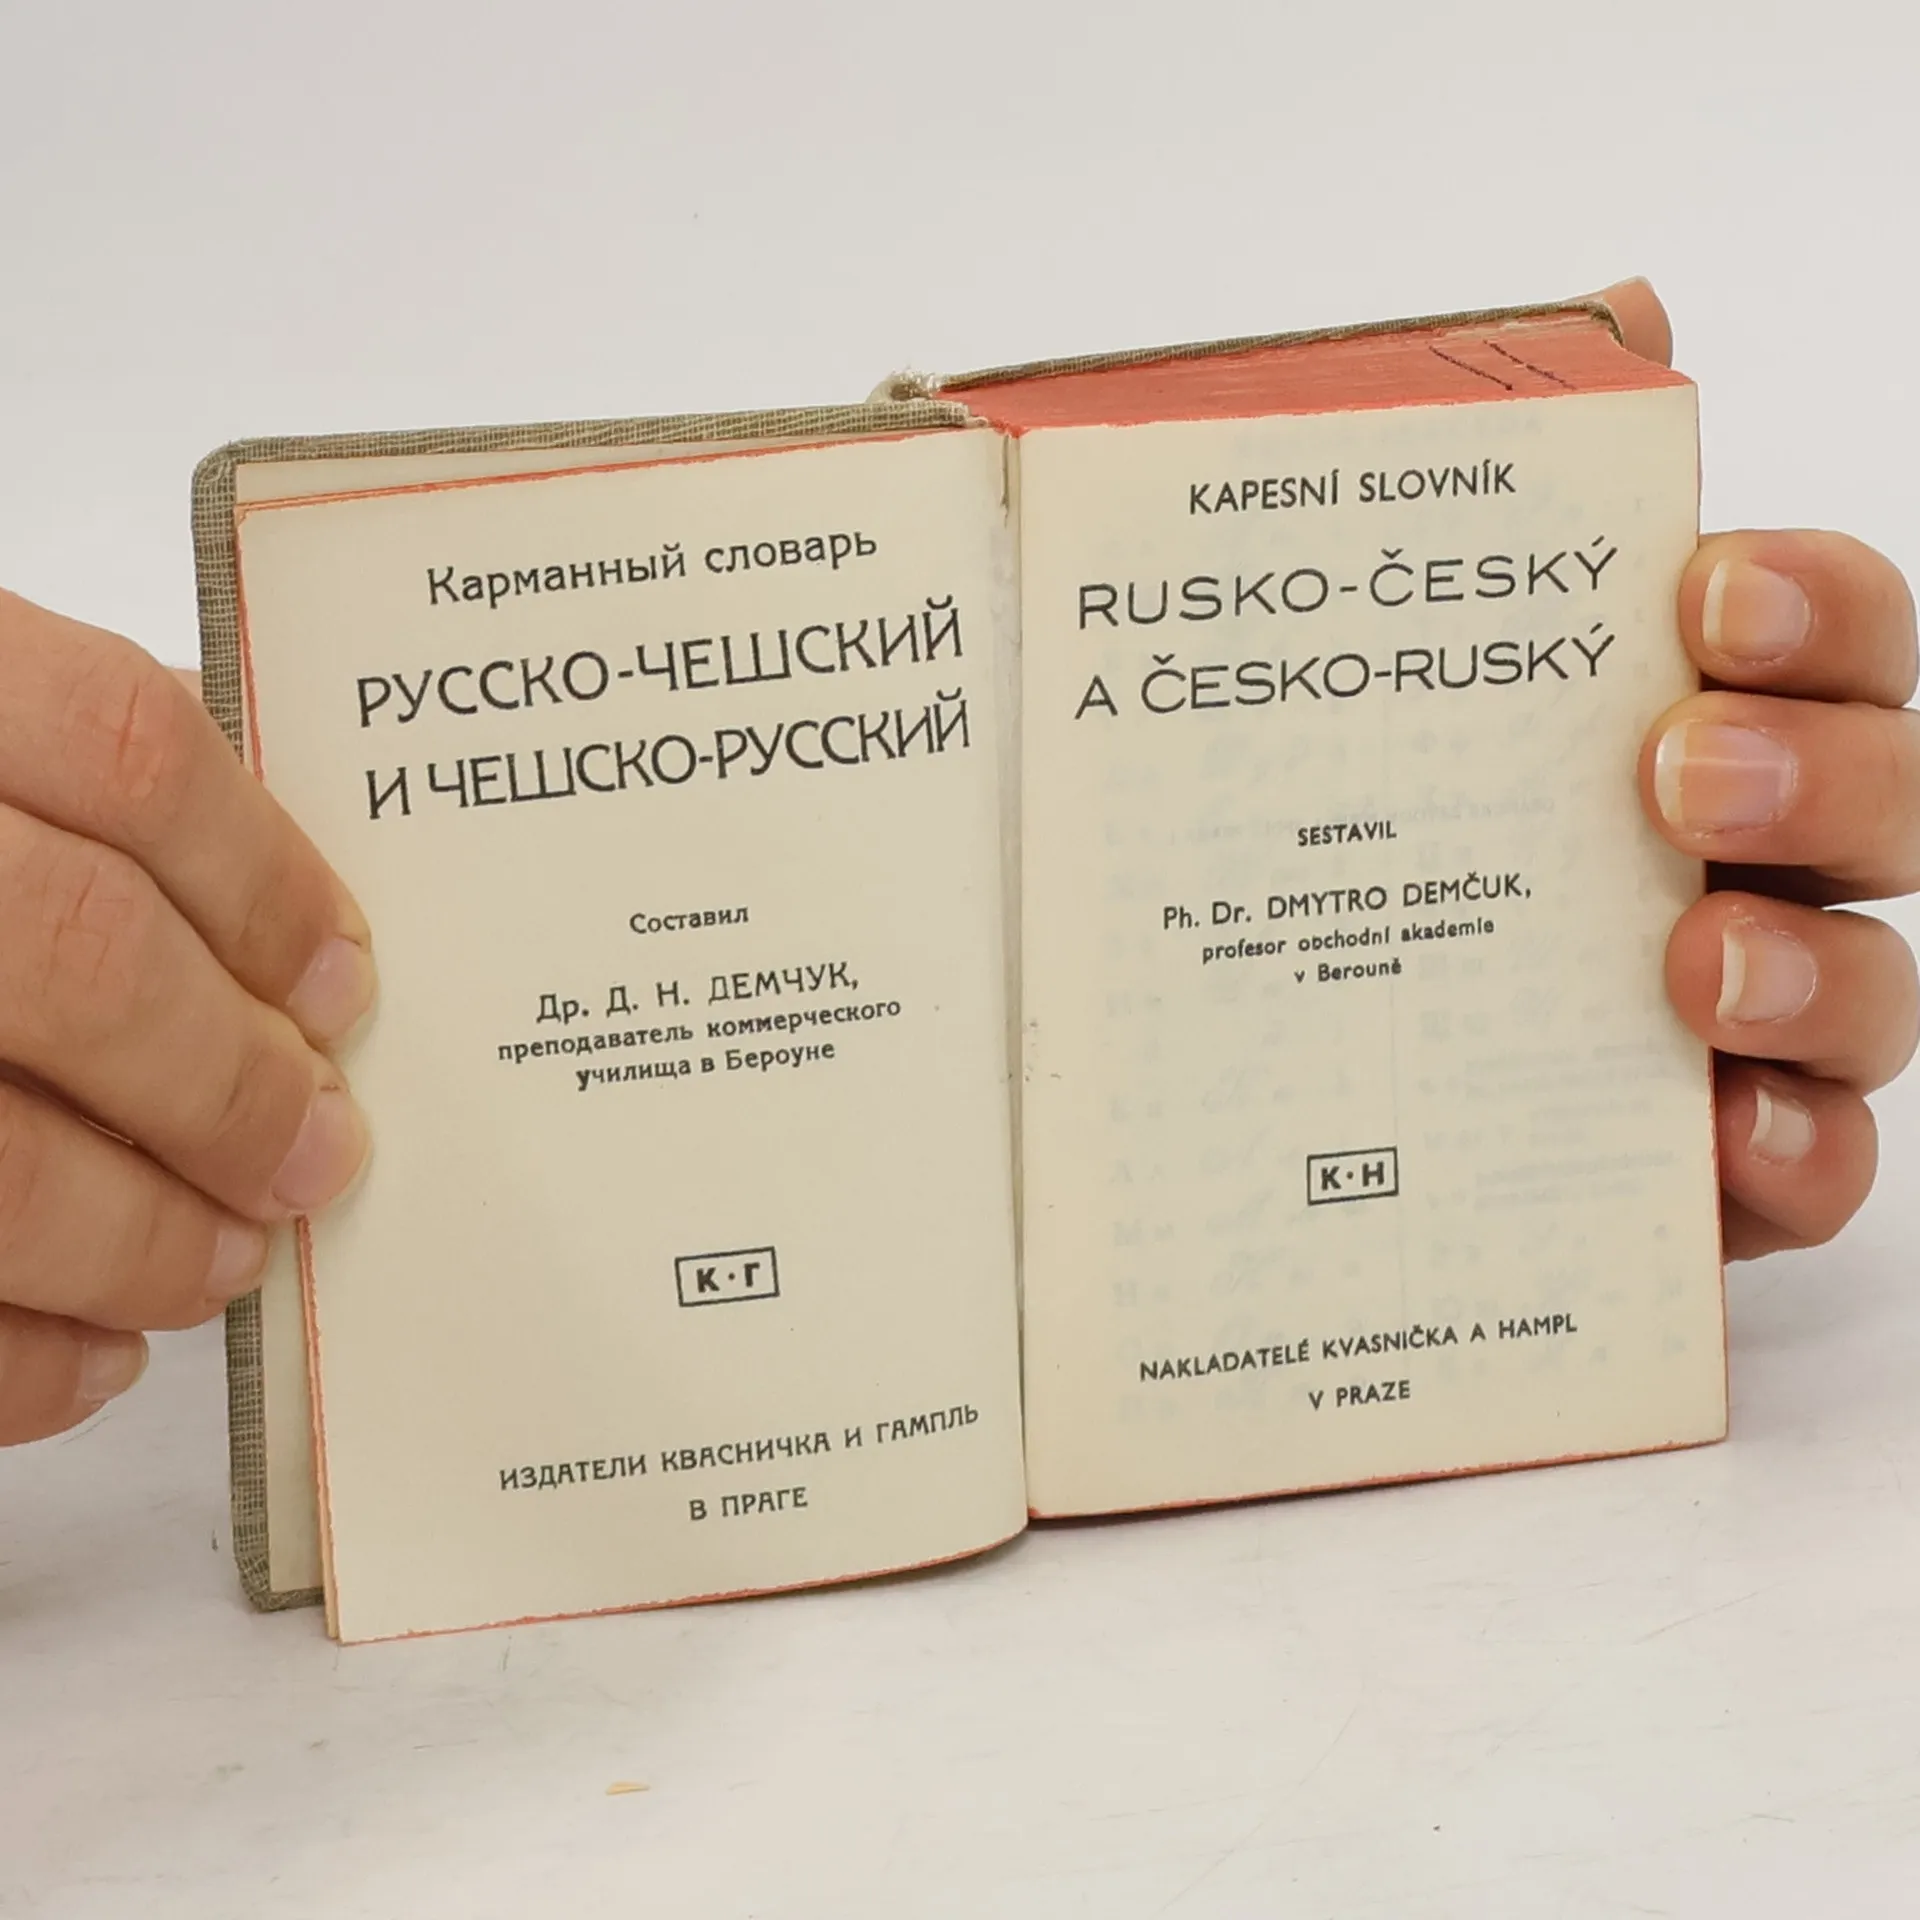 Карманный словарь
РУССКО-ЧЕШСКИЙ
И ЧЕШСКО-РУССКИЙ
Составил
Др. Д. Н. ДЕМЧУК,
преподаватель коммерческого
училища в Бероуне
К·Г
ИЗДАТЕЛИ КВАСНИЧКА И ГАМПЛЬ
В ПРАГЕ
KAPESNÍ SLOVNÍK
RUSKO-ČESKÝ
A ČESKO-RUSKÝ
SESTAVIL
Ph. Dr. DMYTRO DEMČUK,
profesor obchodní akademie
v Berouně
K·H
NAKLADATELÉ KVASNIČKA A HAMPL
V PRAZE